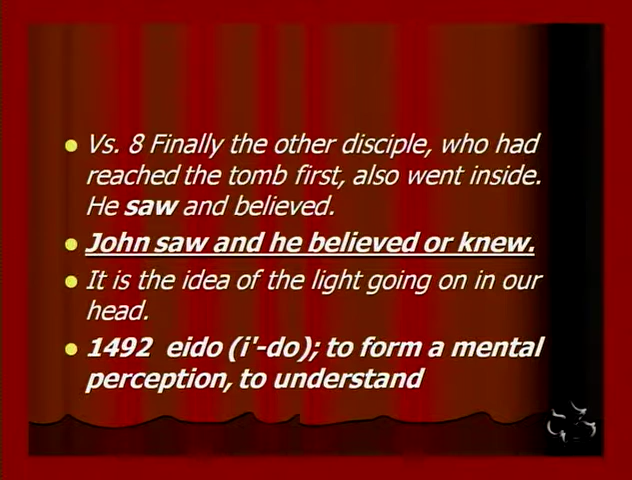 Vs. 8 Finally the other disciple, who had
reached the tomb first, also went inside.
He saw and believed.
John saw and he believed or knew.
It is the idea of the light going on in our
head.
1492 eido (i'-do); to form a mental
perception, to understand